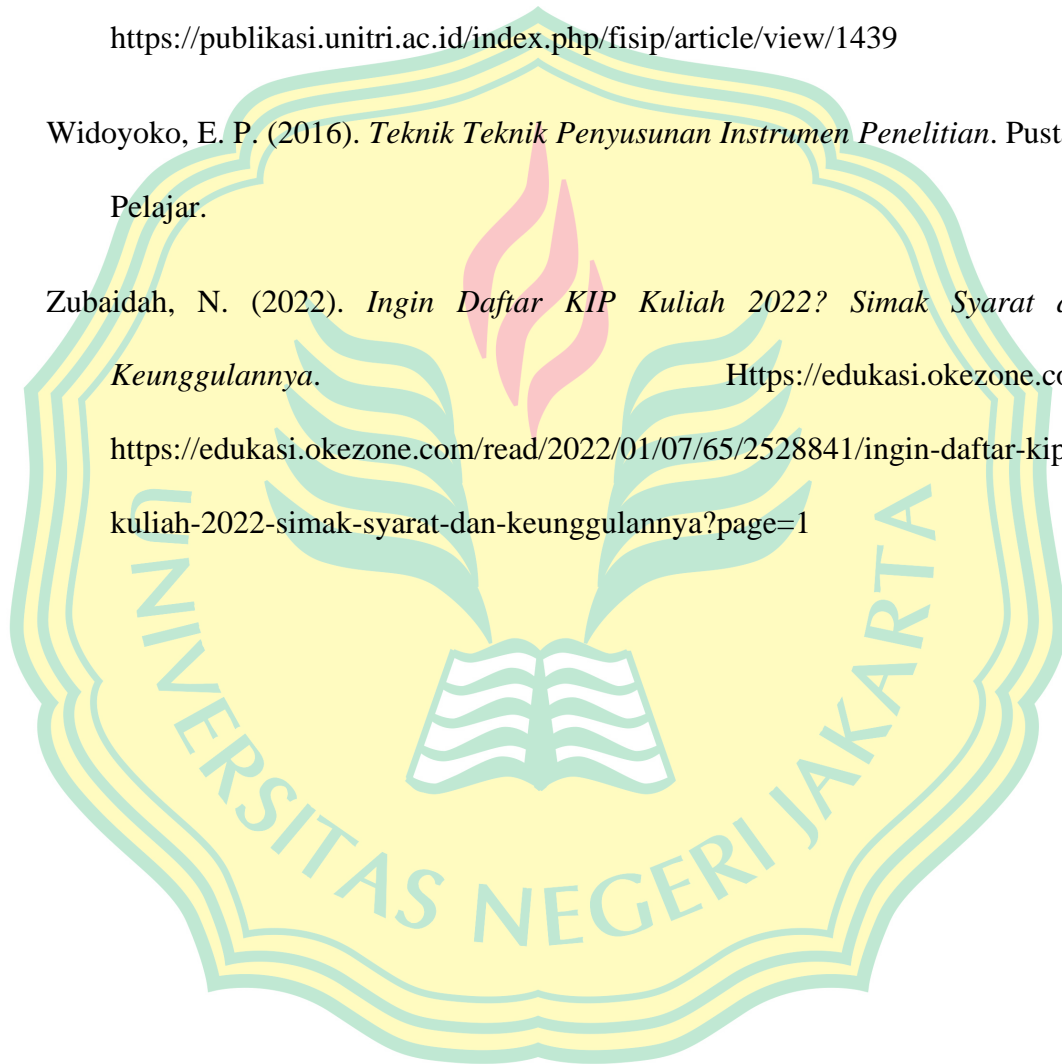 https://publikasi.unitri.ac.id/index.php/fisip/article/view/1439
Widoyoko, E. P. (2016). Teknik Teknik Penyusunan Instrumen Penelitian. Pust
Pelajar.
Zubaidah, N. (2022). Ingin Daftar KIP Kuliah 2022? Simak Syarat
Keunggulannya. Https://edukasi.okezone.co
https://edukasi.okezone.com/read/2022/01/07/65/2528841/ingin-daftar-kip
kuliah-2022-simak-syarat-dan-keunggulannya?page=1
UNIVERSITAS NEGERI JAKARTA